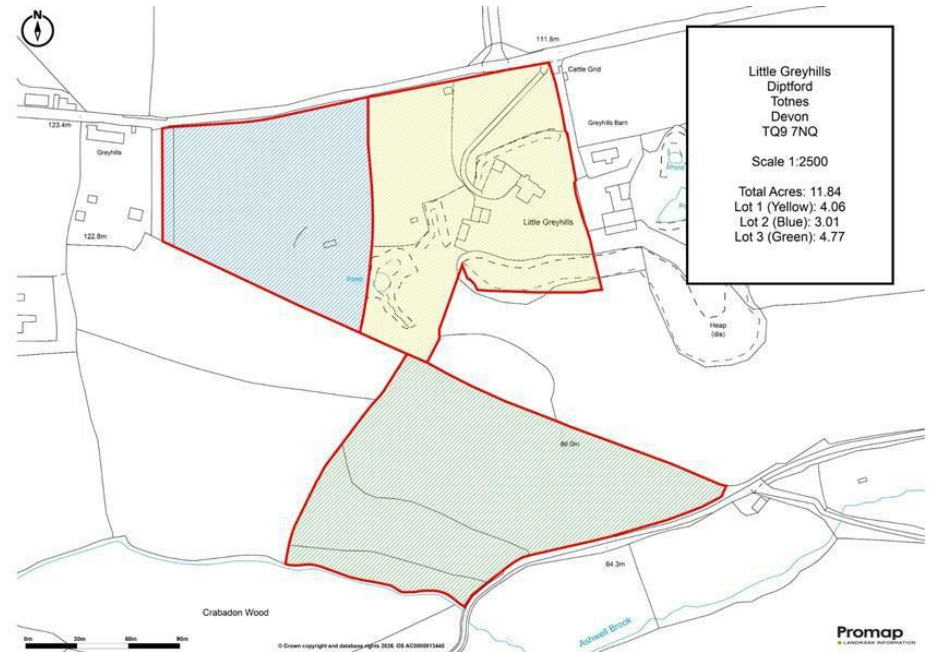 N
111.8m
Cattle Grid
Greyhills Barn
123.4m
Greyhills
122.8m
Little Greyhills
Pond
Pond
Heap
(dis)
Little Greyhills
Diptford
Totnes
Devon
TQ9 7NQ
Scale 1:2500
Total Acres: 11.84
Lot 1 (Yellow): 4.06
Lot 2 (Blue): 3.01
Lot 3 (Green): 4.77
64.3m
Crabadon Wood
Ashwell Brook
0m 30m 60m 90m
Promap
LANDMARK INFORMATION